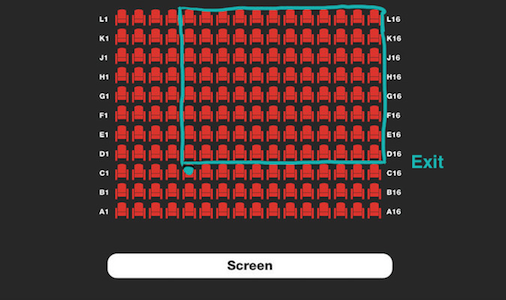 L1 L16
K1 K16
J1 J16
H1 H16
G1 G16
F1 F16
E1 E16
D1 D16
Exit
C1 C16
B1 B16
A1 A16
Screen